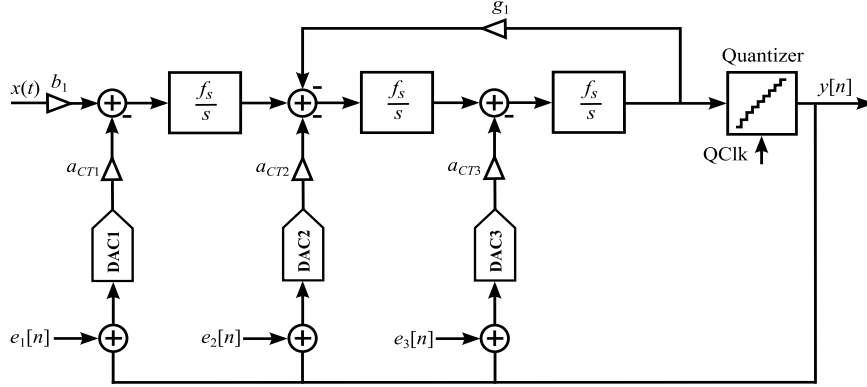 g1
Quantizer
x(t) b1
fs
s
fs
s
fs
s
y[n]
QClk
aCT1
aCT2
aCT3
DAC1
DAC2
DAC3
e1[n]
e2[n]
e3[n]